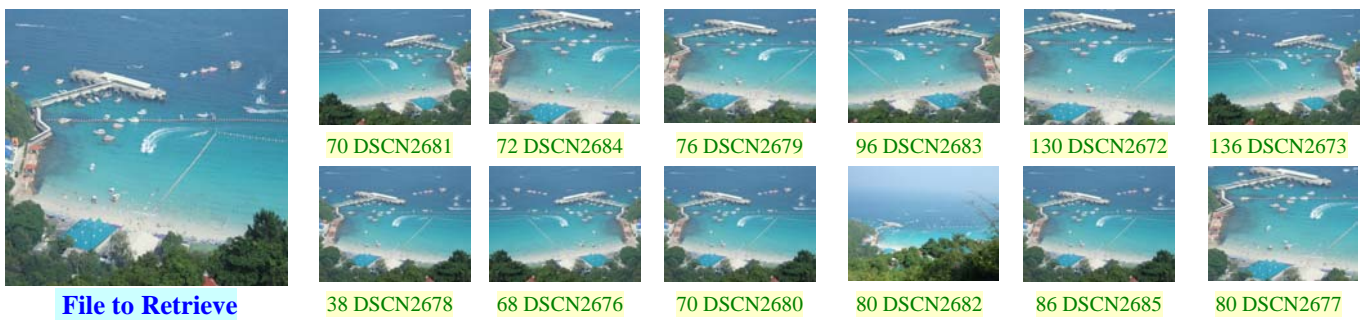 70 DSCN2681
72 DSCN2684
76 DSCN2679
96 DSCN2683
130 DSCN2672
136 DSCN2673
File to Retrieve
38 DSCN2678
68 DSCN2676
70 DSCN2680
80 DSCN2682
86 DSCN2685
80 DSCN2677